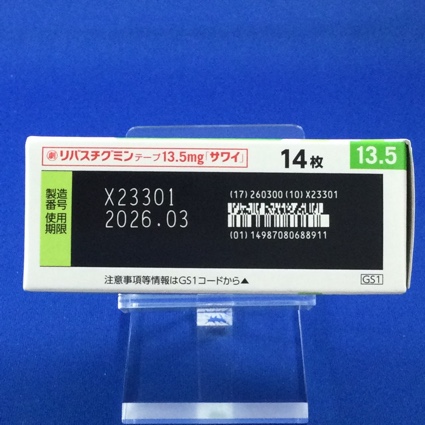 劇 リバスチグミンテープ13.5mg「サワイ」 14枚 13.5
製造番号 X23301
使用期限 2026.03
(17) 260300 (10) X23301
(01) 14987080688911
注意事項等情報はGS1コードから▲ GS1